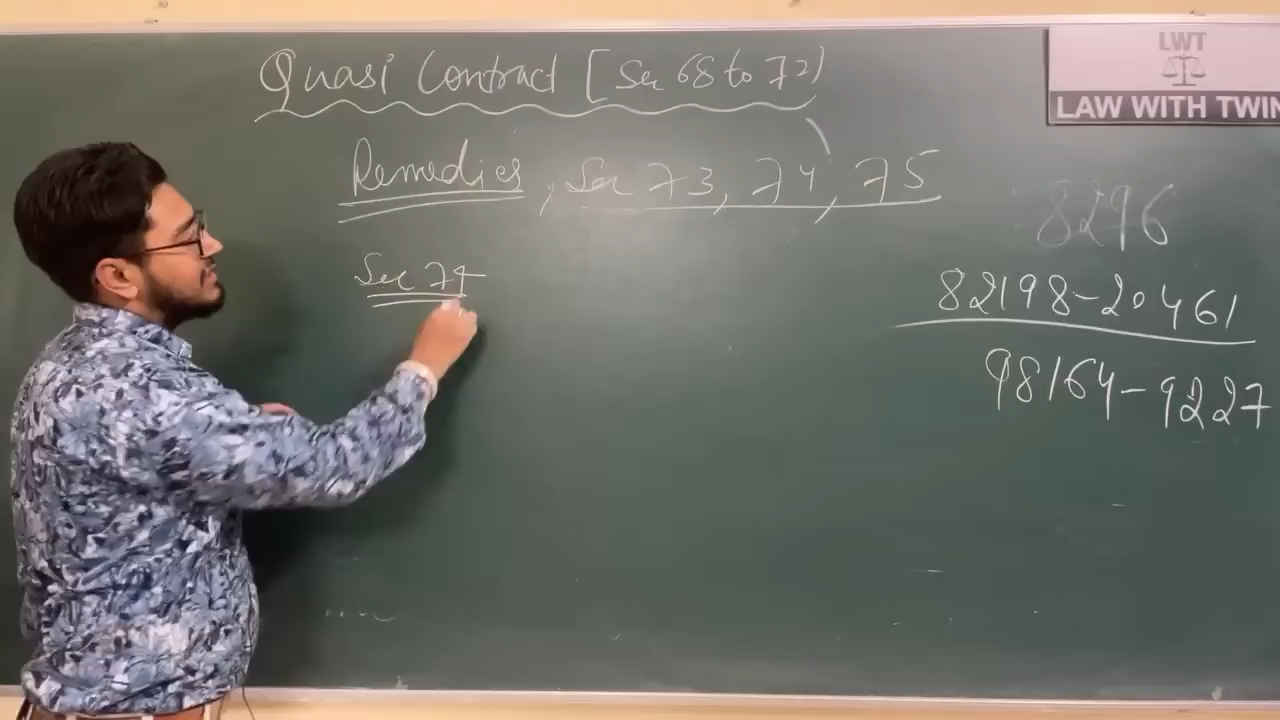 Quasi Contract [Sec 68 to 72)
Remedies, Sec 73, 74, 75
Sec 74
LWT
LAW WITH TWIN
8296
82198-20461
98164-9227